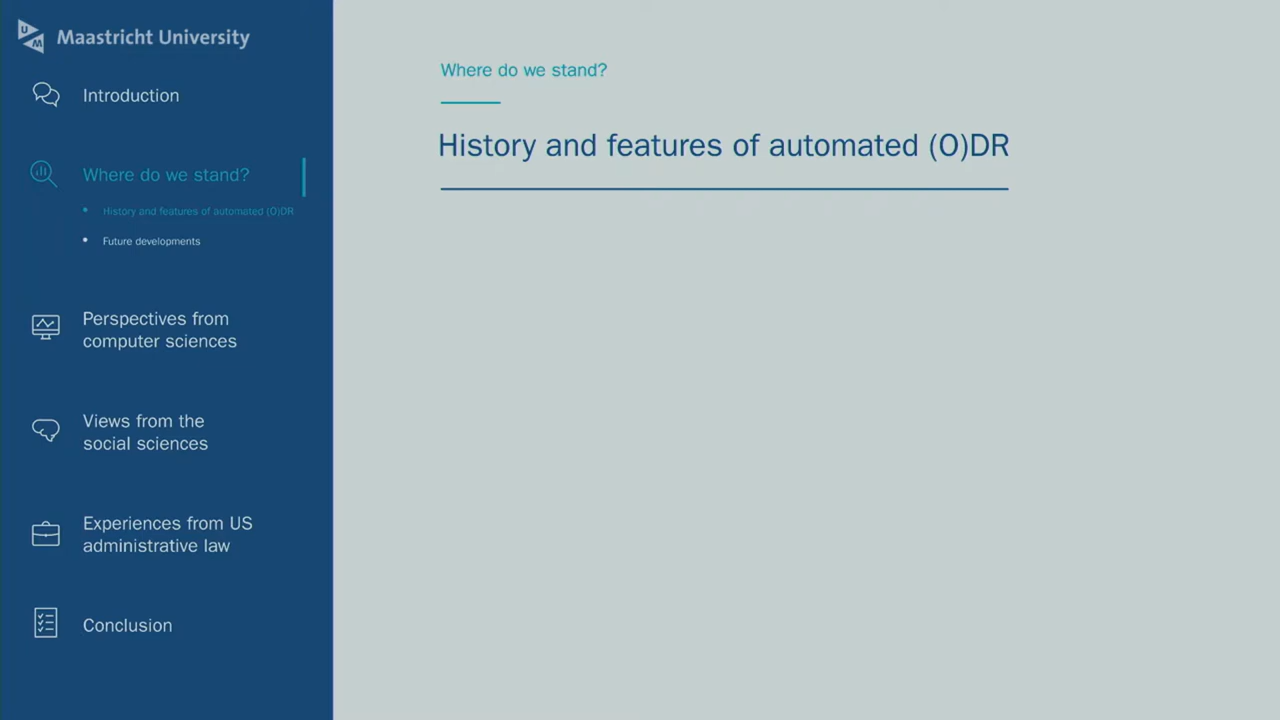 UM
Maastricht University
Introduction
Where do we stand?
History and features of automated (O)DR
Future developments
Perspectives from
computer sciences
Views from the
social sciences
Experiences from US
administrative law
Conclusion
Where do we stand?
History and features of automated (O)DR